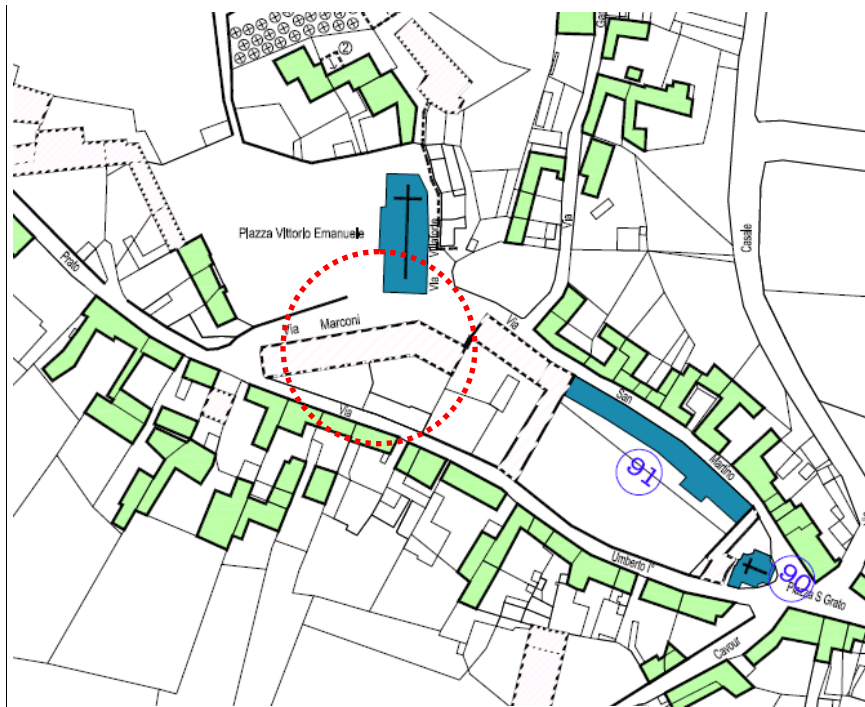 2
Piazza Vittorio Emanuele
Via
Casale
Prato
Via
Via Marconi
Via
San
Via
Martino
91
Umberto I°
90
Piazza S Grato
Cavour